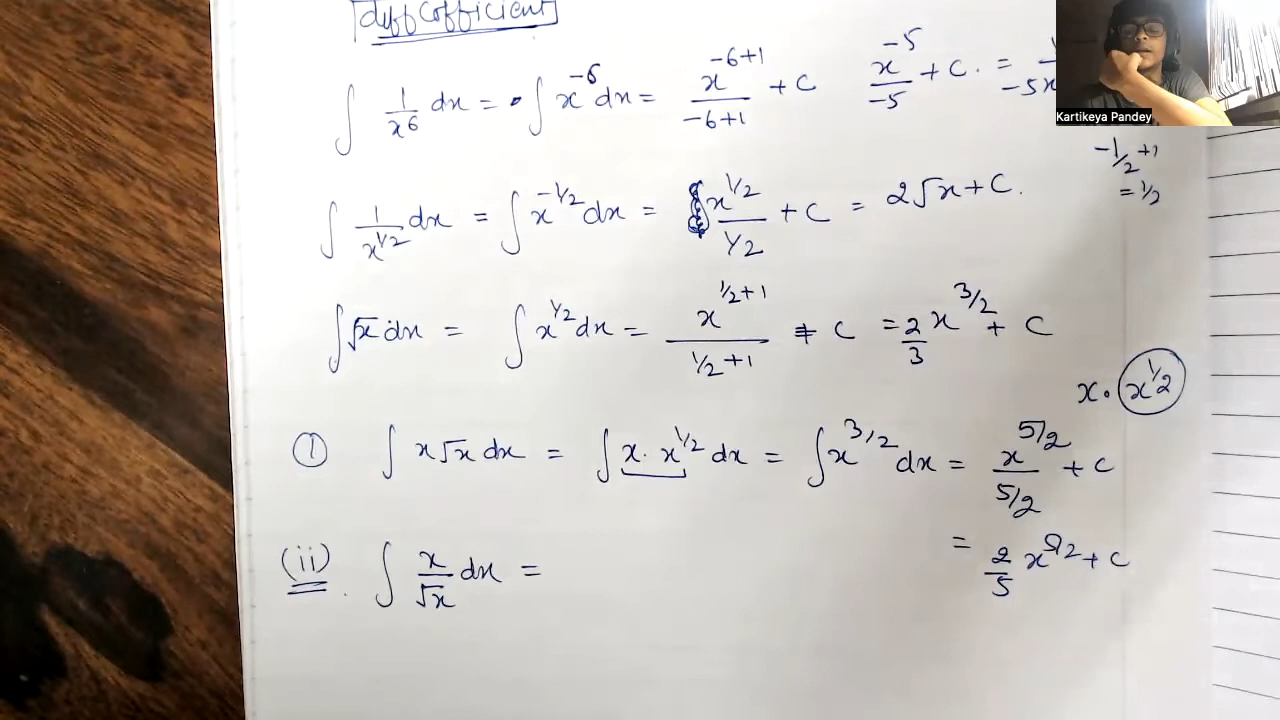 diff Cofficient
∫ 1/x⁶ dx = ∫ x⁻⁶ dx = x⁻⁶⁺¹/-6+1 + C x⁻⁵/-5 + C. =
Kartikeya Pandey
-1/2 +1
= 1/2
∫ 1/x^(1/2) dx = ∫ x^(-1/2) dx = x^(1/2)/(1/2) + C = 2√x + C.
∫ √x dx = ∫ x^(1/2) dx = x^(1/2+1)/(1/2+1) + C = 2/3 x^(3/2) + C
x · x^(1/2)
① ∫ x√x dx = ∫ x · x^(1/2) dx = ∫ x^(3/2) dx = x^(5/2)/(5/2) + C
= 2/5 x^(5/2) + C
(ii). ∫ x/√x dx =